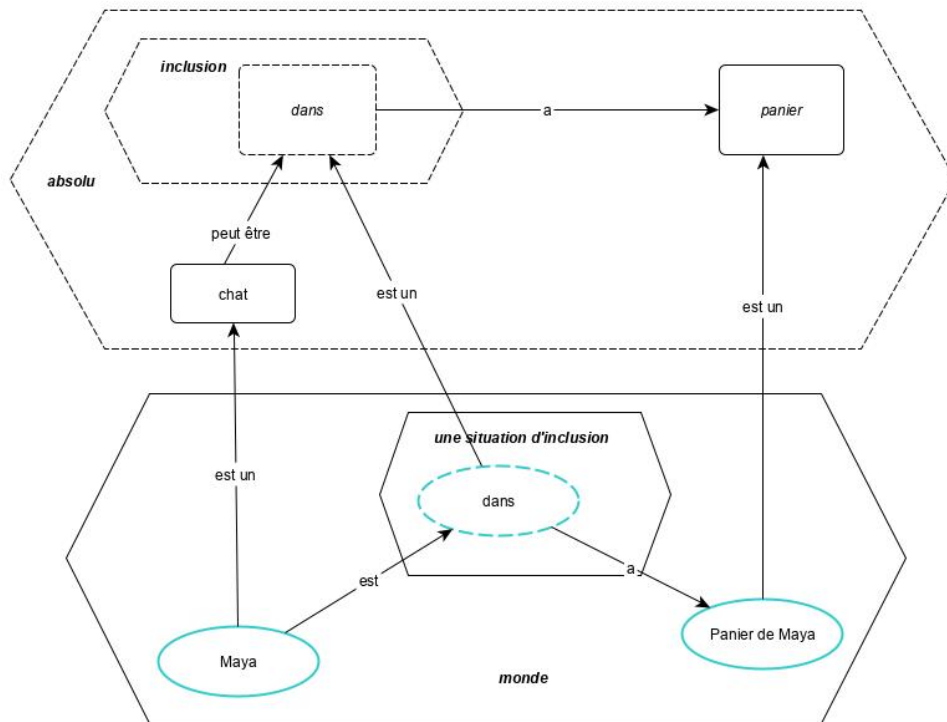 inclusion
dans
a
panier
absolu
peut être
chat
est un
est un
une situation d'inclusion
est un
dans
est
a
Maya
Panier de Maya
monde